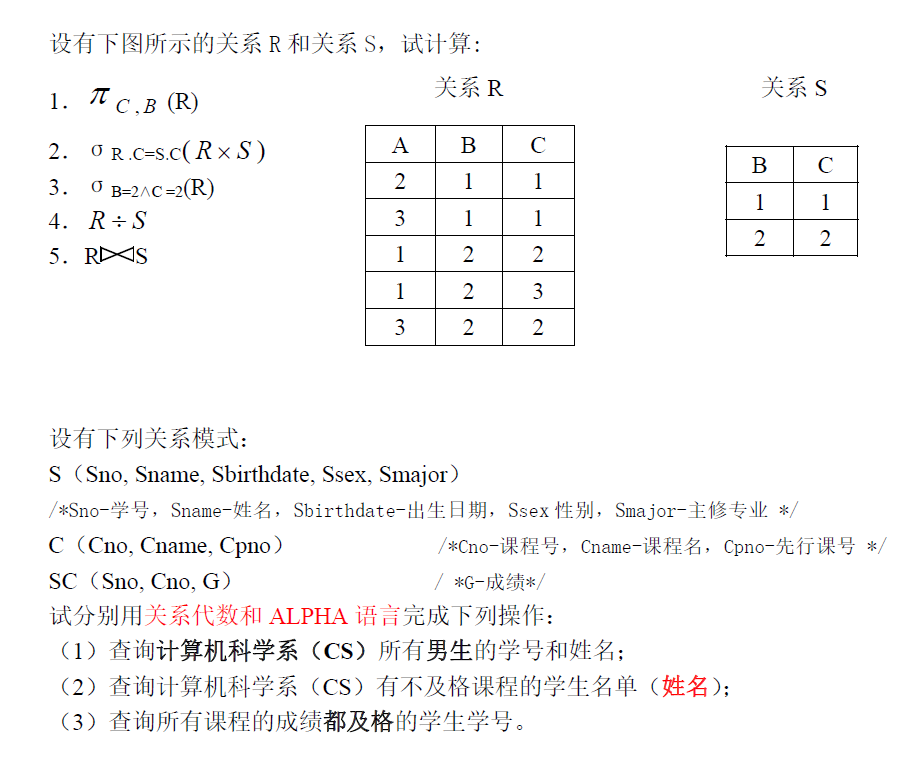 设有下图所示的关系 R 和关系 S，试计算:
1. π C,B (R)
2. σ R.C=S.C(R×S)
3. σ B=2∧C=2(R)
4. R÷S
5. R⋈S
关系 R
A B C
2 1 1
3 1 1
1 2 2
1 2 3
3 2 2
关系 S
B C
1 1
2 2
设有下列关系模式:
S（Sno, Sname, Sbirthdate, Ssex, Smajor）
/*Sno-学号，Sname-姓名，Sbirthdate-出生日期，Ssex 性别，Smajor-主修专业 */
C（Cno, Cname, Cpno） /*Cno-课程号，Cname-课程名，Cpno-先行课号 */
SC（Sno, Cno, G） / *G-成绩*/
试分别用关系代数和 ALPHA 语言完成下列操作:
（1）查询计算机科学系（CS）所有男生的学号和姓名;
（2）查询计算机科学系（CS）有不及格课程的学生名单（姓名）;
（3）查询所有课程的成绩都及格的学生学号。